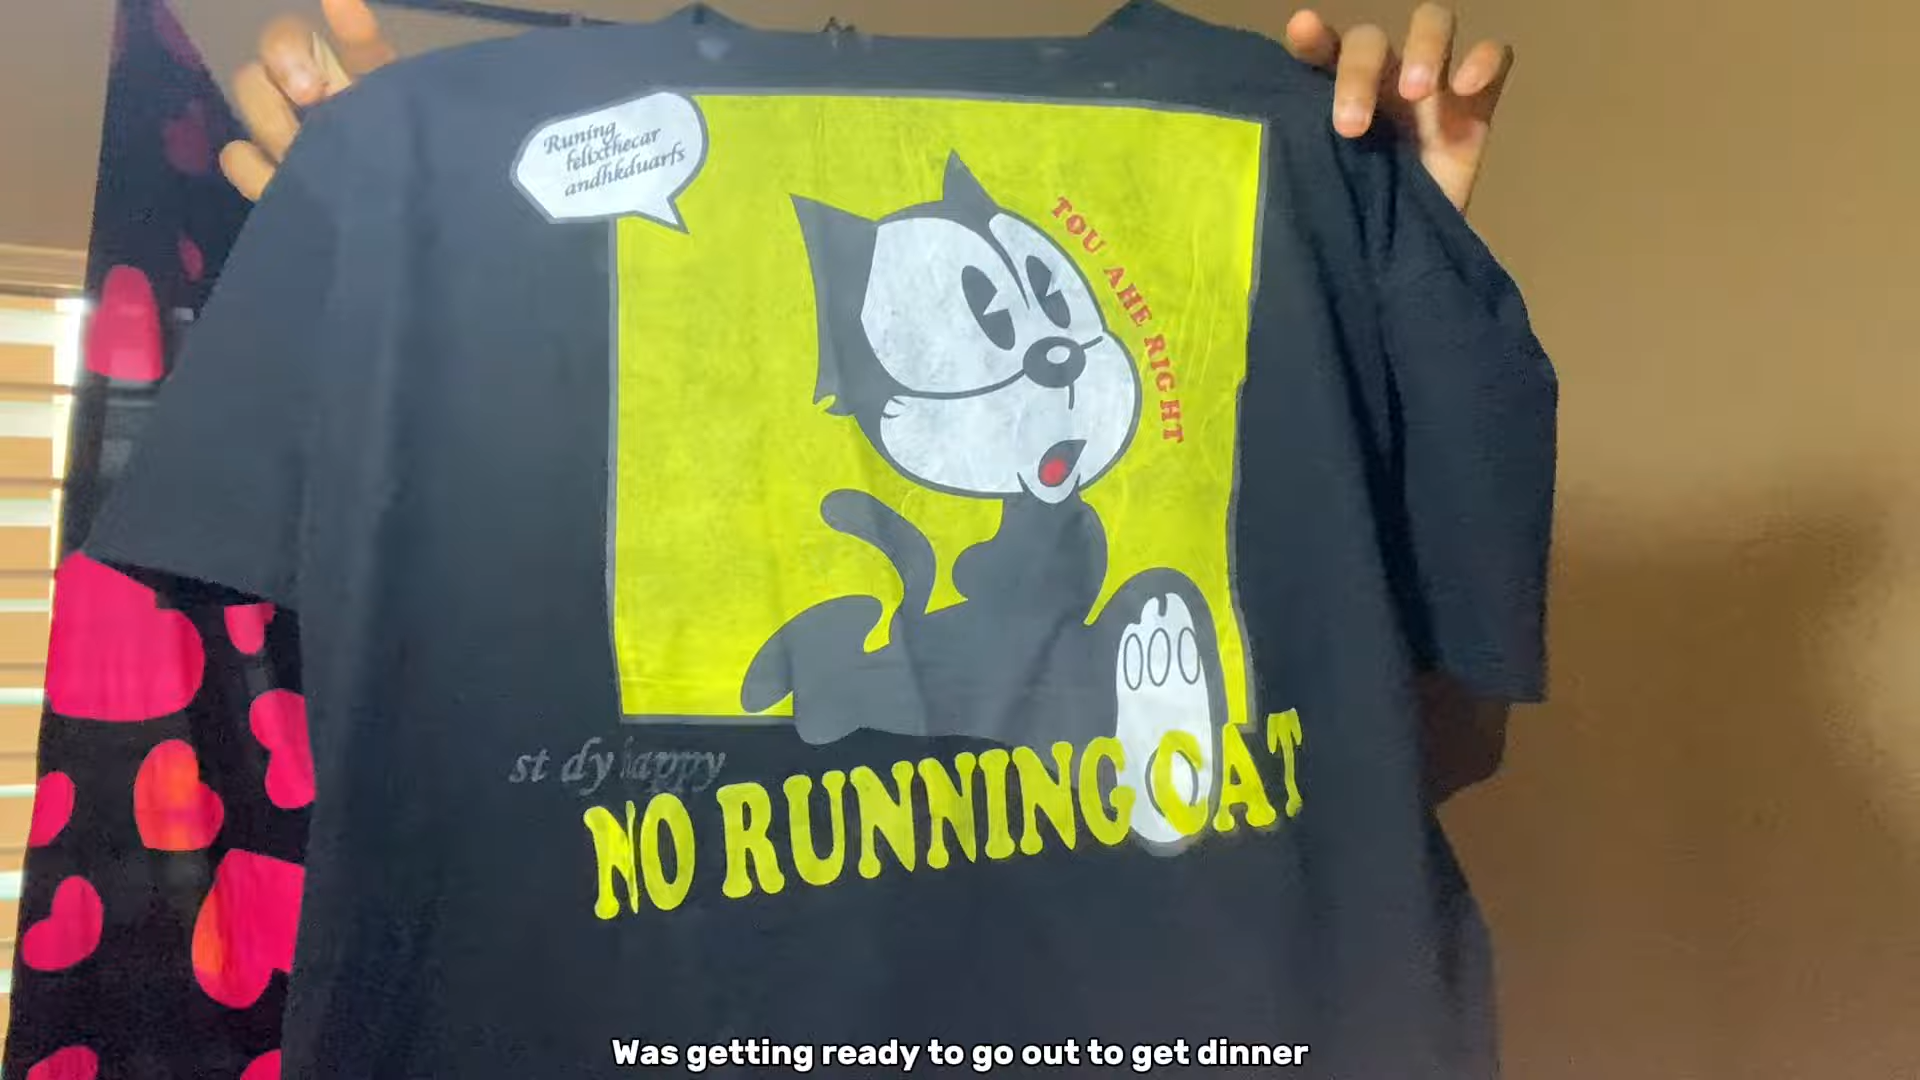 Runing
felixthecar
andhkduarfs
TOU AHE RIGHT
st dy happy
NO RUNNING CAT
Was getting ready to go out to get dinner